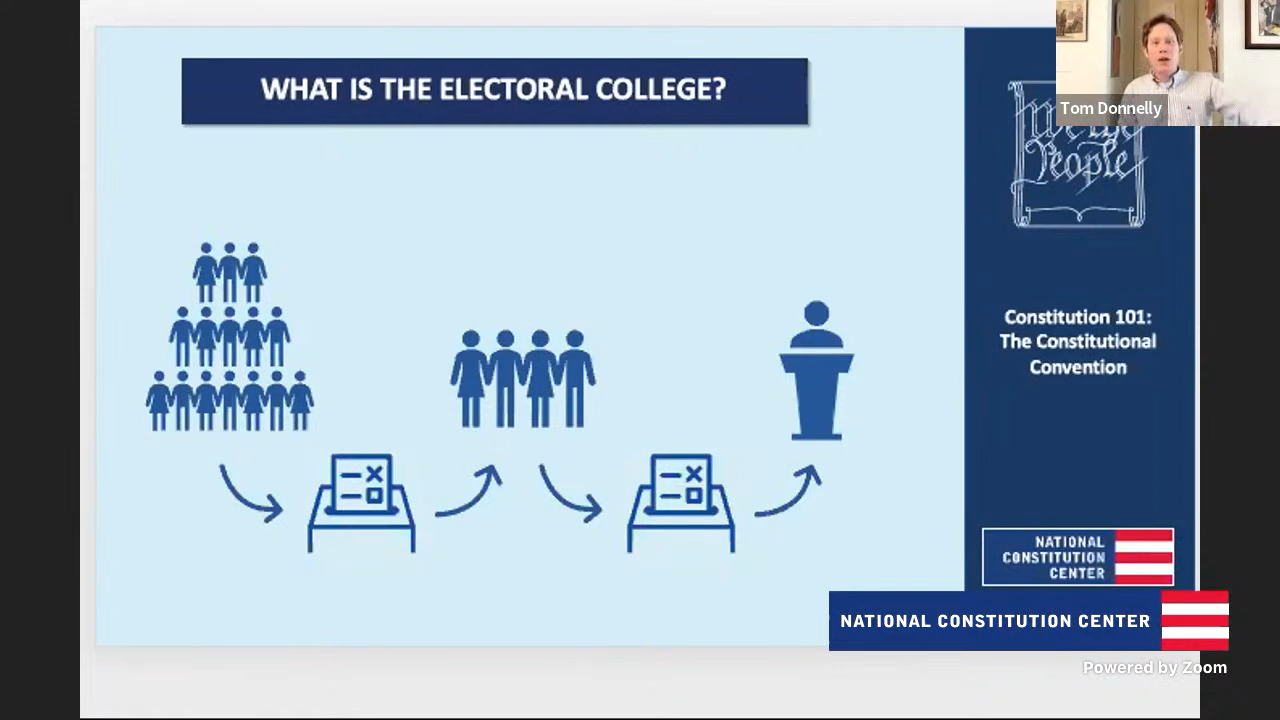 WHAT IS THE ELECTORAL COLLEGE?
Tom Donnelly
We the
People
Constitution 101:
The Constitutional
Convention
NATIONAL
CONSTITUTION
CENTER
NATIONAL CONSTITUTION CENTER
Powered by Zoom